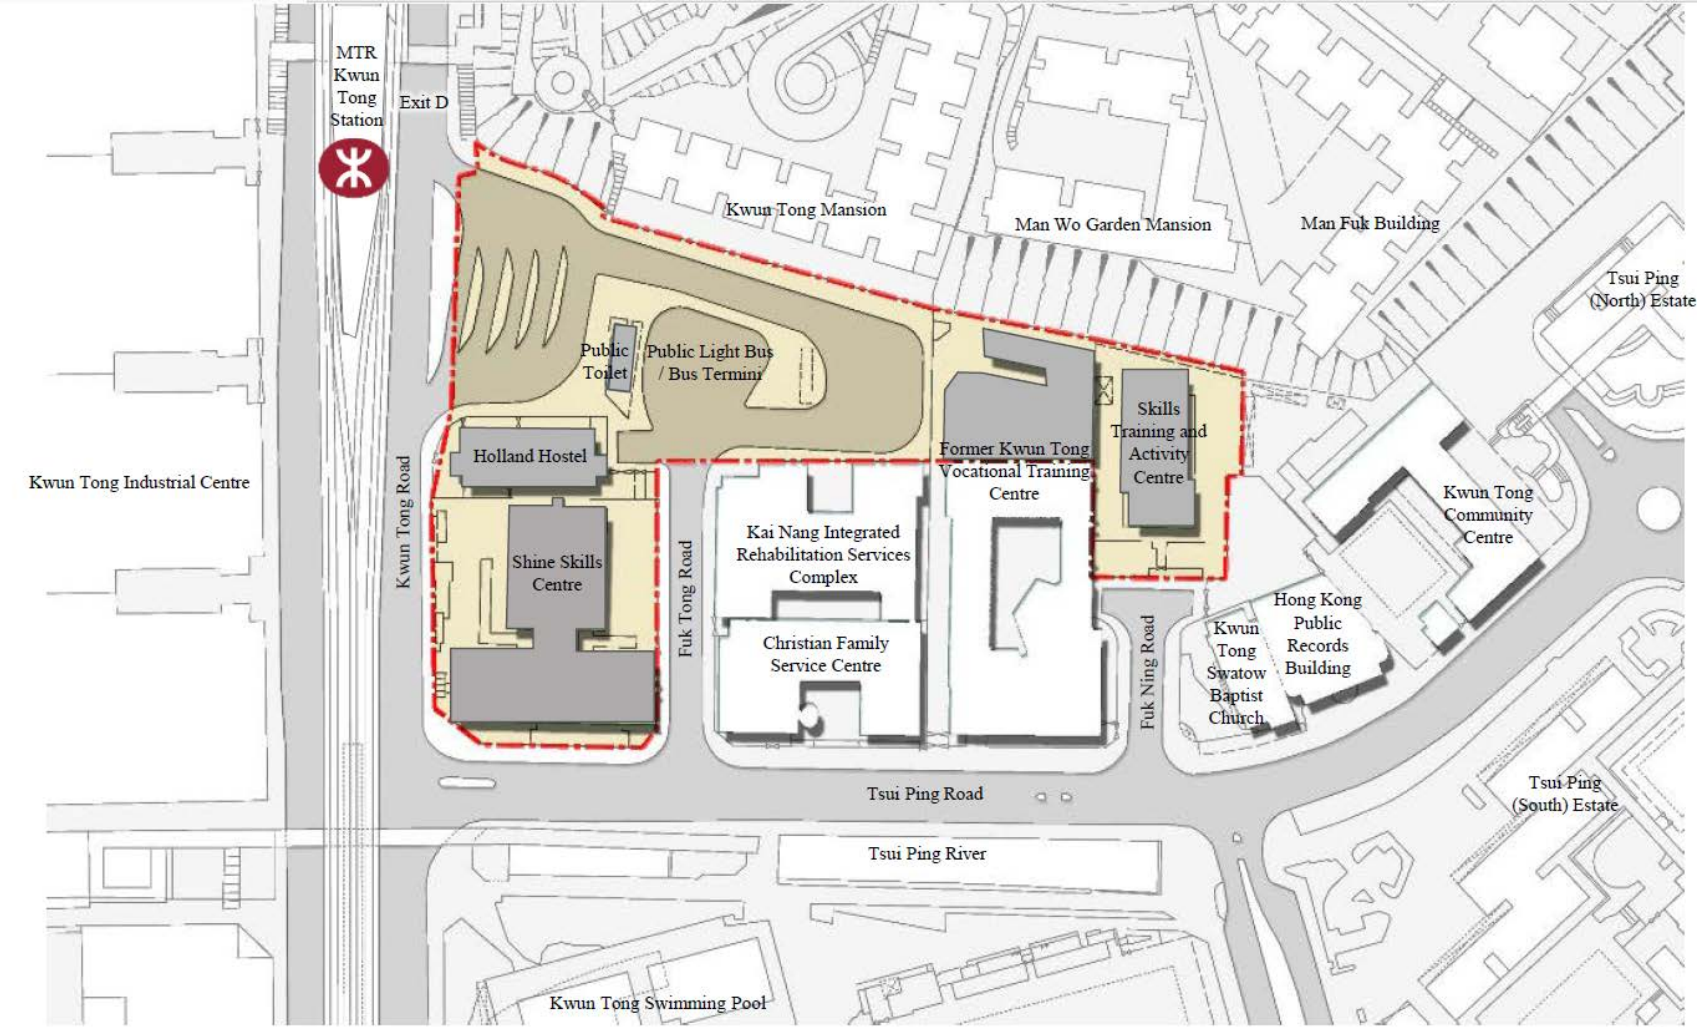 MTR
Kwun
Tong
Station
Exit D
Kwun Tong Mansion
Man Wo Garden Mansion
Man Fuk Building
Tsui Ping
(North) Estate
Public
Toilet
Public Light Bus
/ Bus Termini
Skills
Training and
Activity
Centre
Former Kwun Tong
Vocational Training
Centre
Holland Hostel
Kwun Tong Industrial Centre
Kwun Tong Road
Kwun Tong
Community
Centre
Shine Skills
Centre
Fuk Tong Road
Kai Nang Integrated
Rehabilitation Services
Complex
Christian Family
Service Centre
Fuk Ning Road
Kwun
Tong
Swatow
Baptist
Church
Hong Kong
Public
Records
Building
Tsui Ping Road
Tsui Ping
(South) Estate
Tsui Ping River
Kwun Tong Swimming Pool